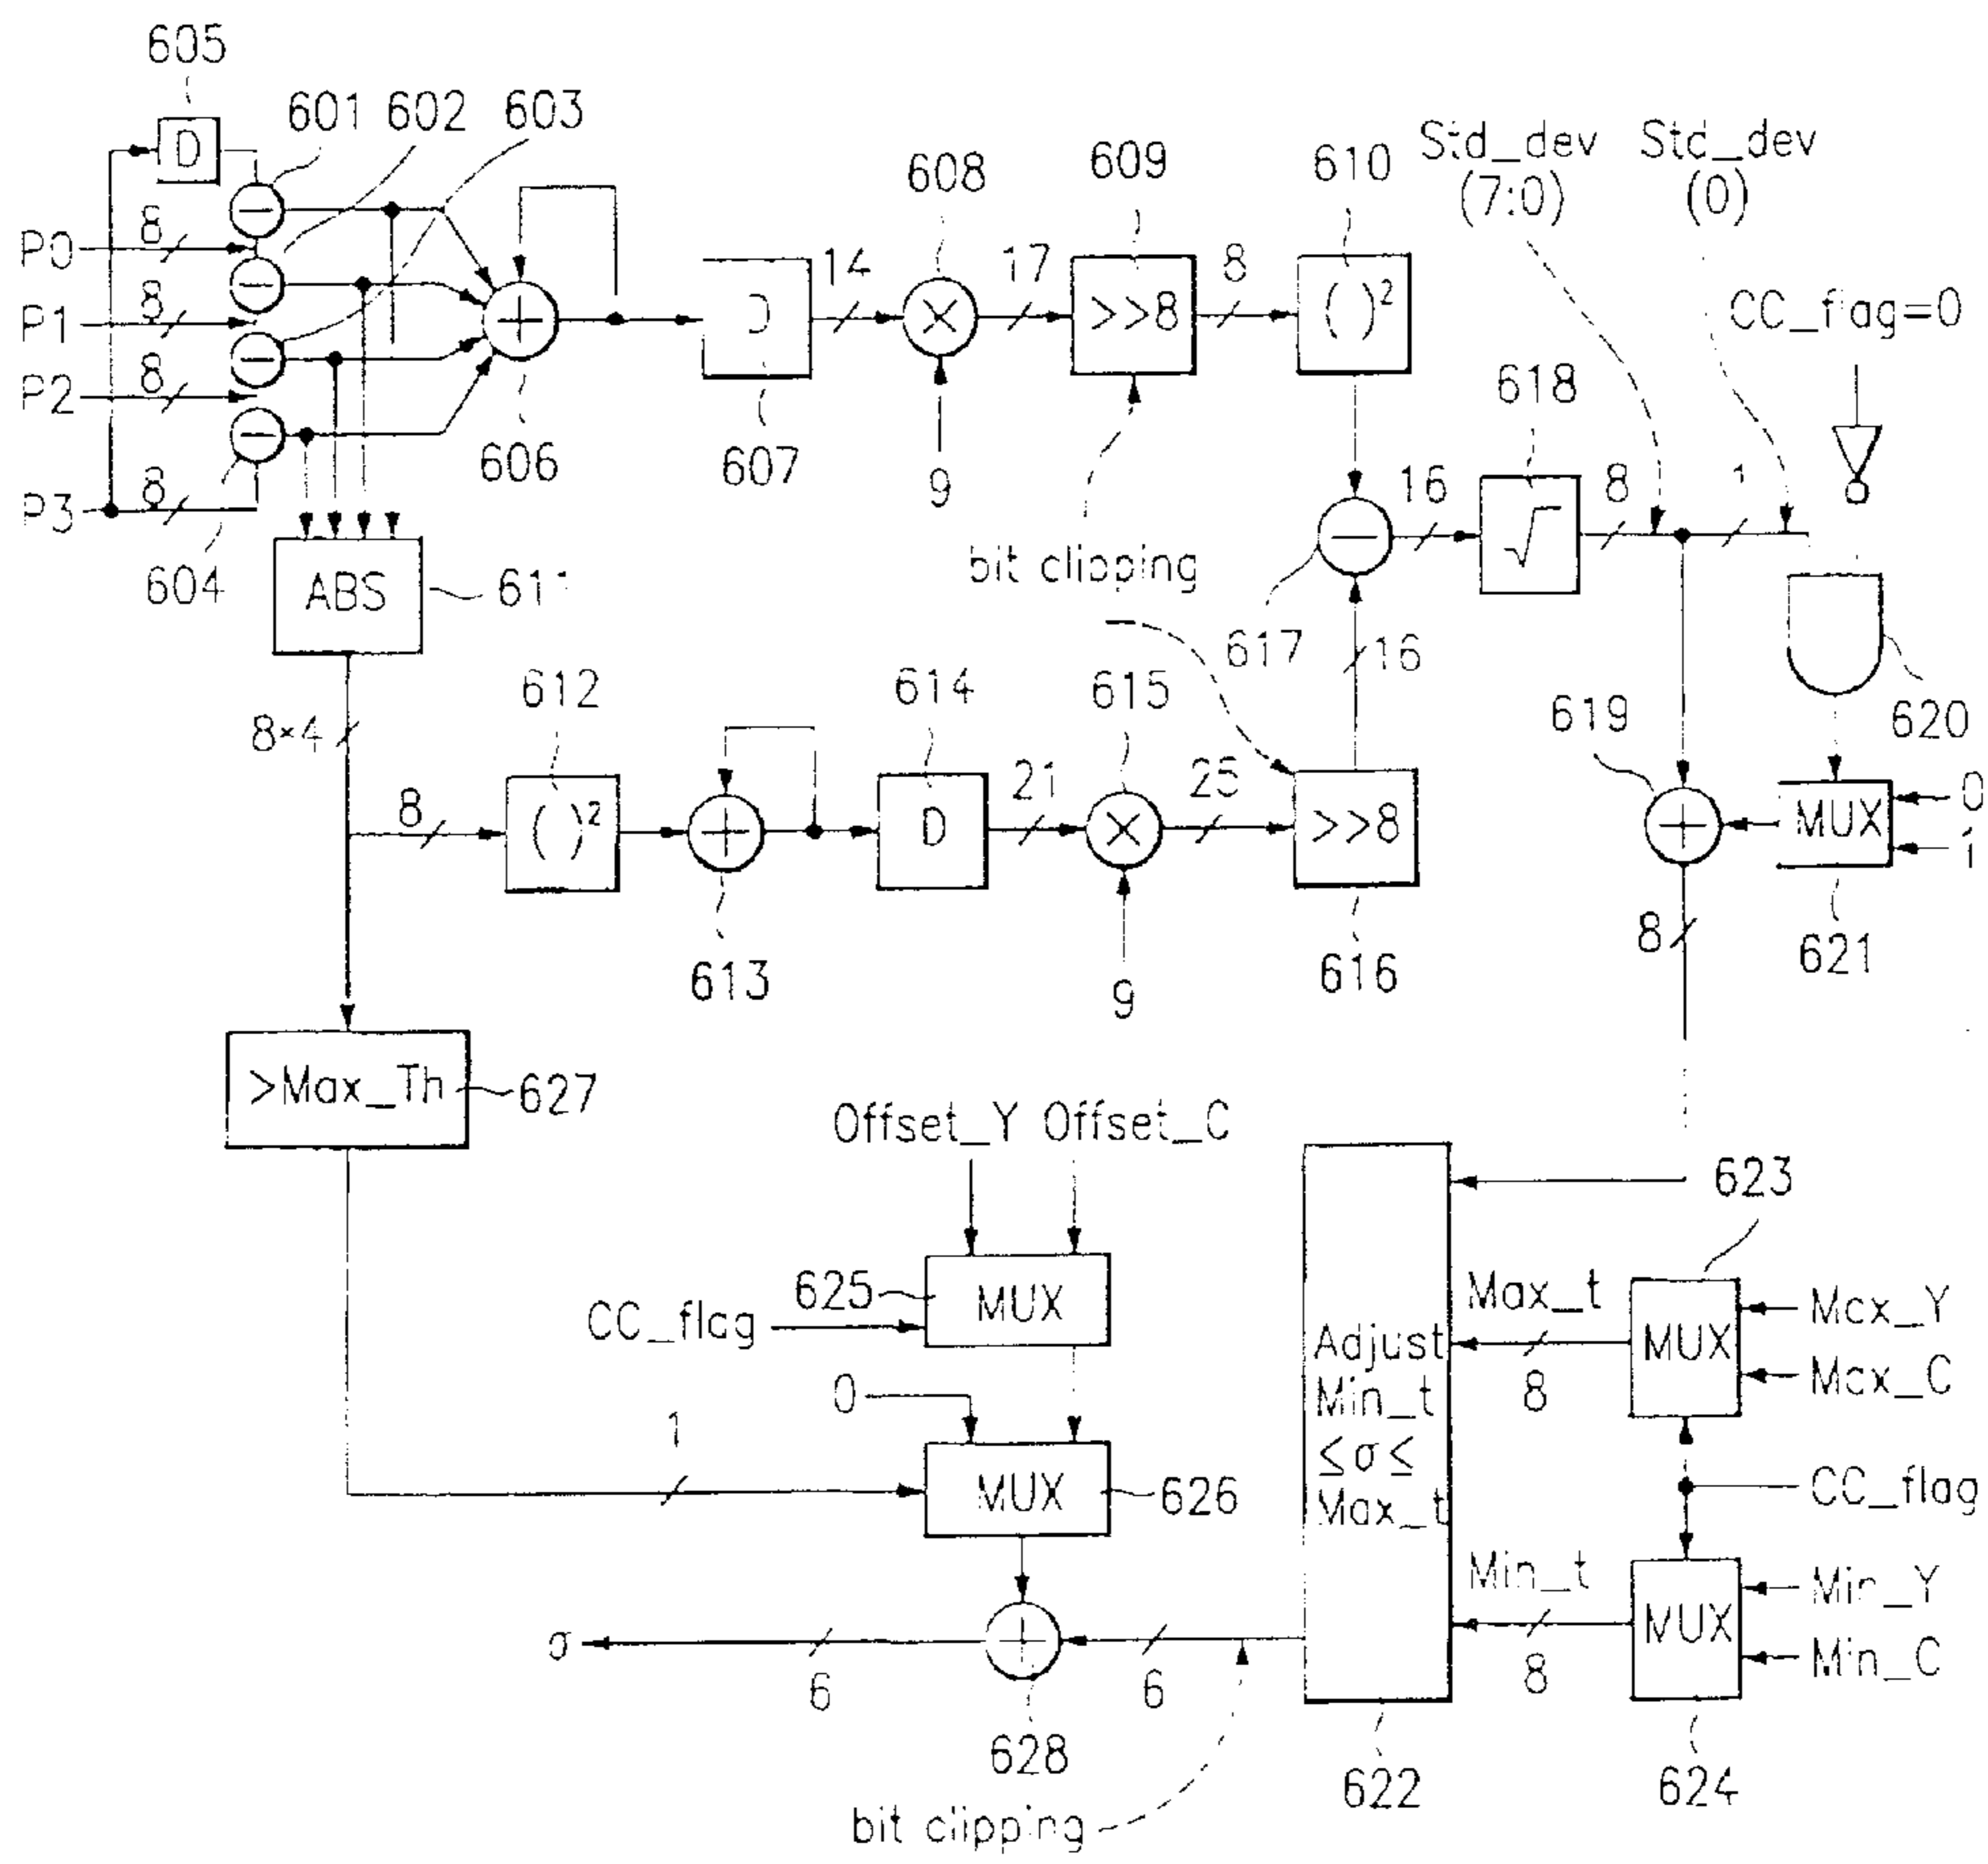 605
601 602 603
D
608
609
610
Std_dev
(7:0)
Std_dev
(0)
P0
8
P1
8
P2
8
P3
8
14
17
>>8
8
( )²
CC_flag=0
606
607
9
618
604
ABS
611
bit clipping
16
8
1
617
16
620
8×4
612
614
615
619
8
( )²
D
21
25
>>8
MUX
0
1
613
9
616
8
621
>Max_Th
627
Offset_Y Offset_C
623
625
MUX
CC_flag
Max_t
8
MUX
Max_Y
Max_C
Adjust
Min_t
≤σ≤
Max_t
0
1
MUX
626
CC_flag
Min_t
8
MUX
Min_Y
Min_C
σ
6
6
628
622
624
bit clipping